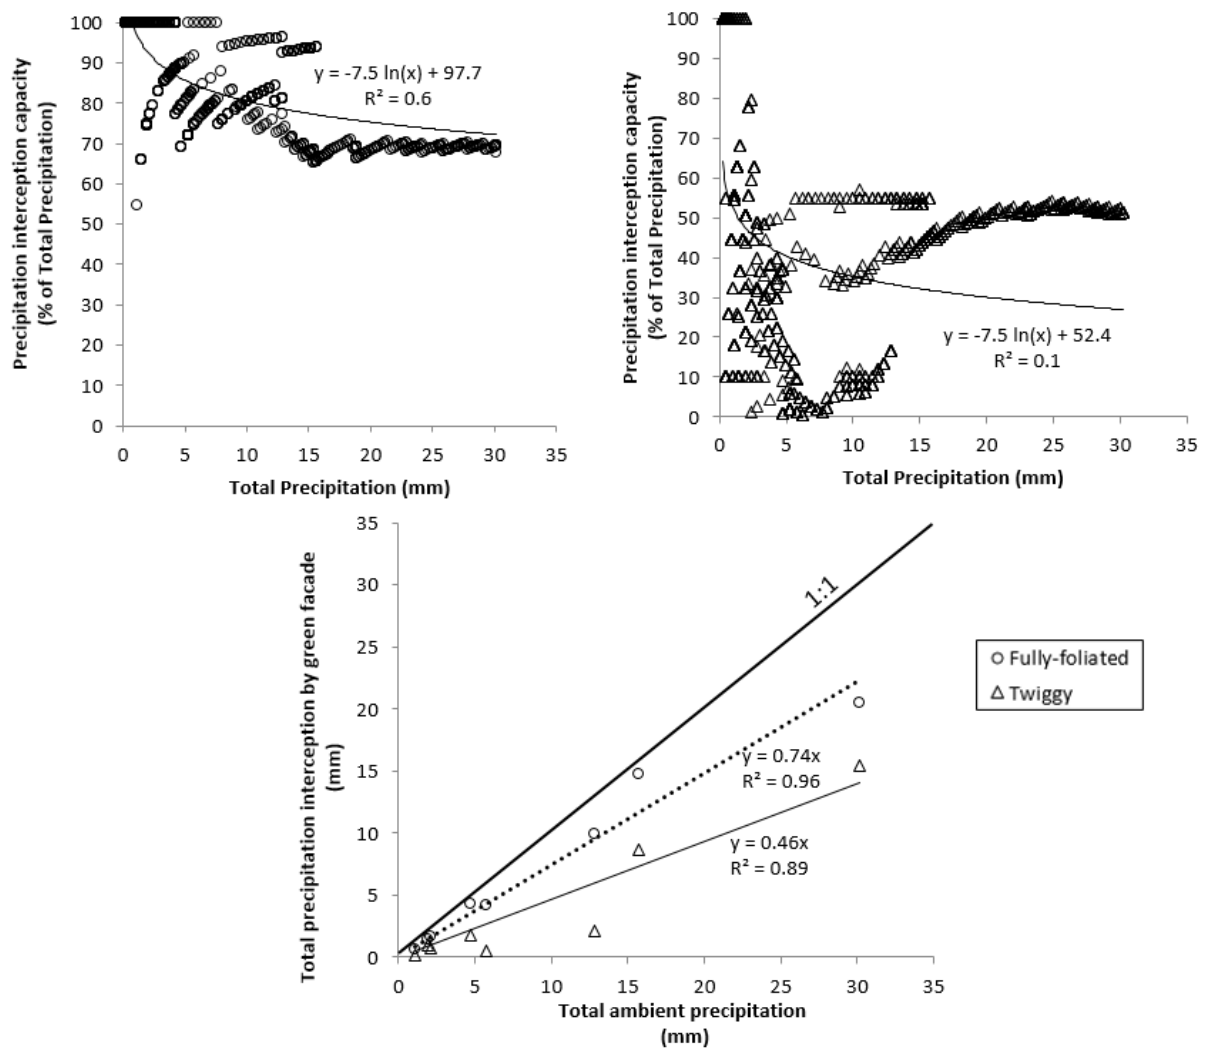 Precipitation interception capacity
(% of Total Precipitation)
100
90
80
70
60
50
40
30
20
10
0
y = -7.5 ln(x) + 97.7
R² = 0.6
0 5 10 15 20 25 30 35
Total Precipitation (mm)
Precipitation interception capacity
(% of Total Precipitation)
100
90
80
70
60
50
40
30
20
10
0
y = -7.5 ln(x) + 52.4
R² = 0.1
0 5 10 15 20 25 30 35
Total Precipitation (mm)
Total precipitation interception by green facade
(mm)
35
30
25
20
15
10
5
0
1:1
y = 0.74x
R² = 0.96
y = 0.46x
R² = 0.89
0 5 10 15 20 25 30 35
Total ambient precipitation
(mm)
Fully-foliated
Twiggy